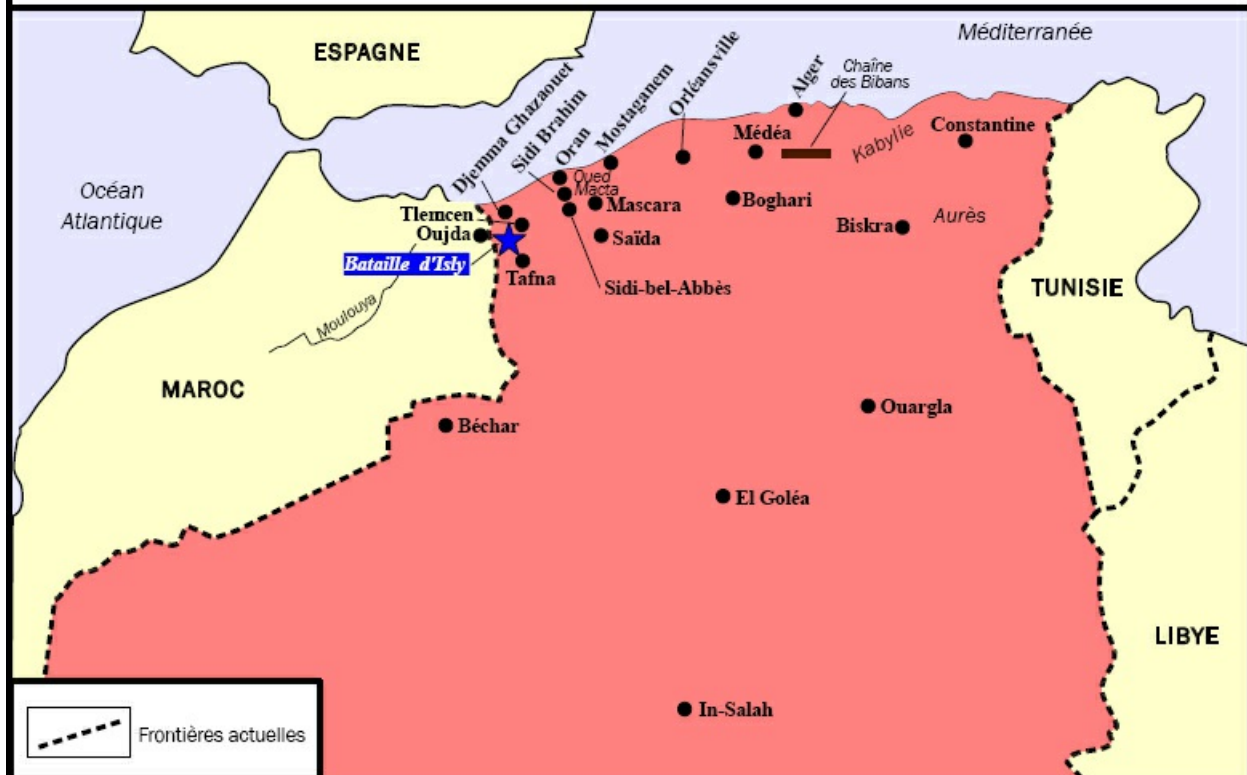 Méditerranée
ESPAGNE
Océan
Atlantique
Djemma Ghazaouet
Sidi Brahim
Oran
Mostaganem
Orléansville
Alger
Chaîne
des Bibans
Médéa
Kabylie
Constantine
Oued
Macta
Tlemcen
Oujda
Mascara
Boghari
Biskra
Aurès
Saïda
Bataille d'Isly
Tafna
Sidi-bel-Abbès
TUNISIE
Moulouya
MAROC
Béchar
Ouargla
El Goléa
LIBYE
In-Salah
Frontières actuelles